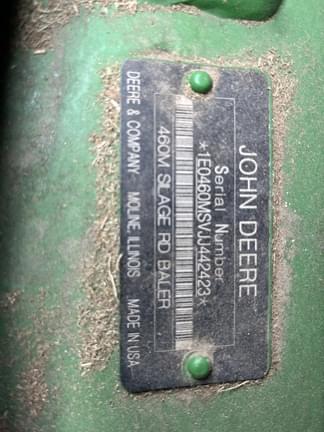 JOHN DEERE
Serial Number
*1E0460MSVJJ442423*
460M SILAGE RD BALER
DEERE & COMPANY MOLINE, ILLINOIS MADE IN USA